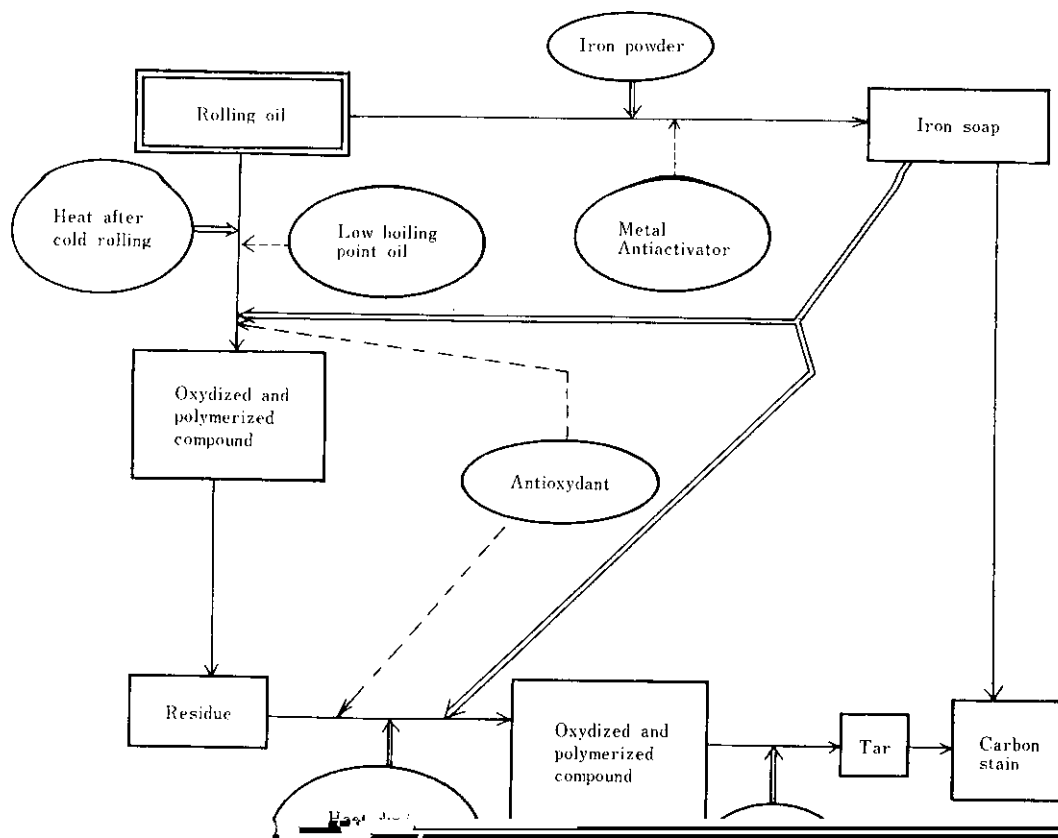 Iron powder
Rolling oil
Iron soap
Heat after
cold rolling
Low boiling
point oil
Metal
Antiactivator
Oxydized and
polymerized
compound
Antioxydant
Residue
Oxydized and
polymerized
compound
Tar
Carbon
stain